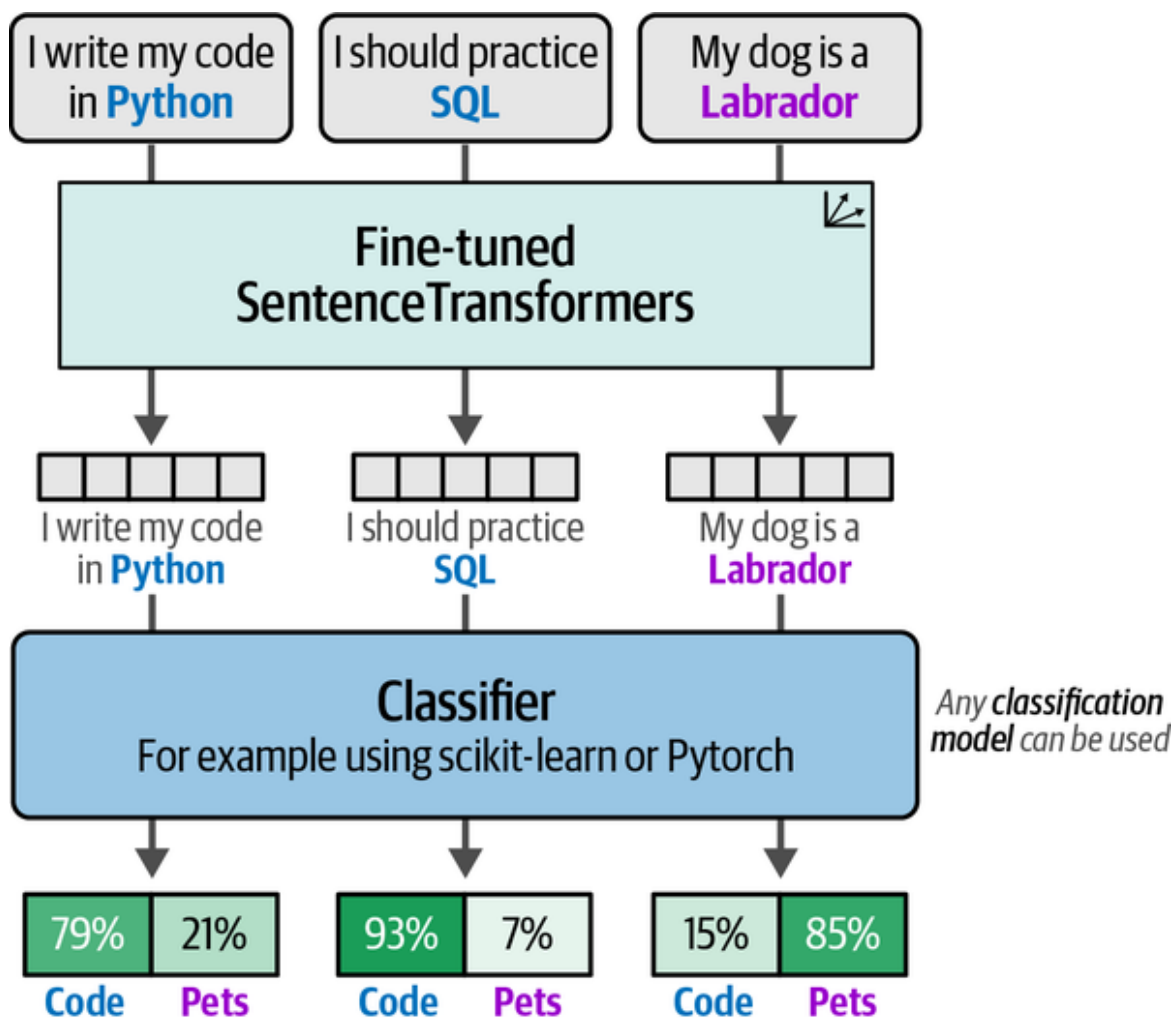 I write my code
in Python
I should practice
SQL
My dog is a
Labrador
Fine-tuned
SentenceTransformers
I write my code
in Python
I should practice
SQL
My dog is a
Labrador
Classifier
For example using scikit-learn or Pytorch
Any classification
model can be used
79% 21%
93% 7%
15% 85%
Code Pets
Code Pets
Code Pets